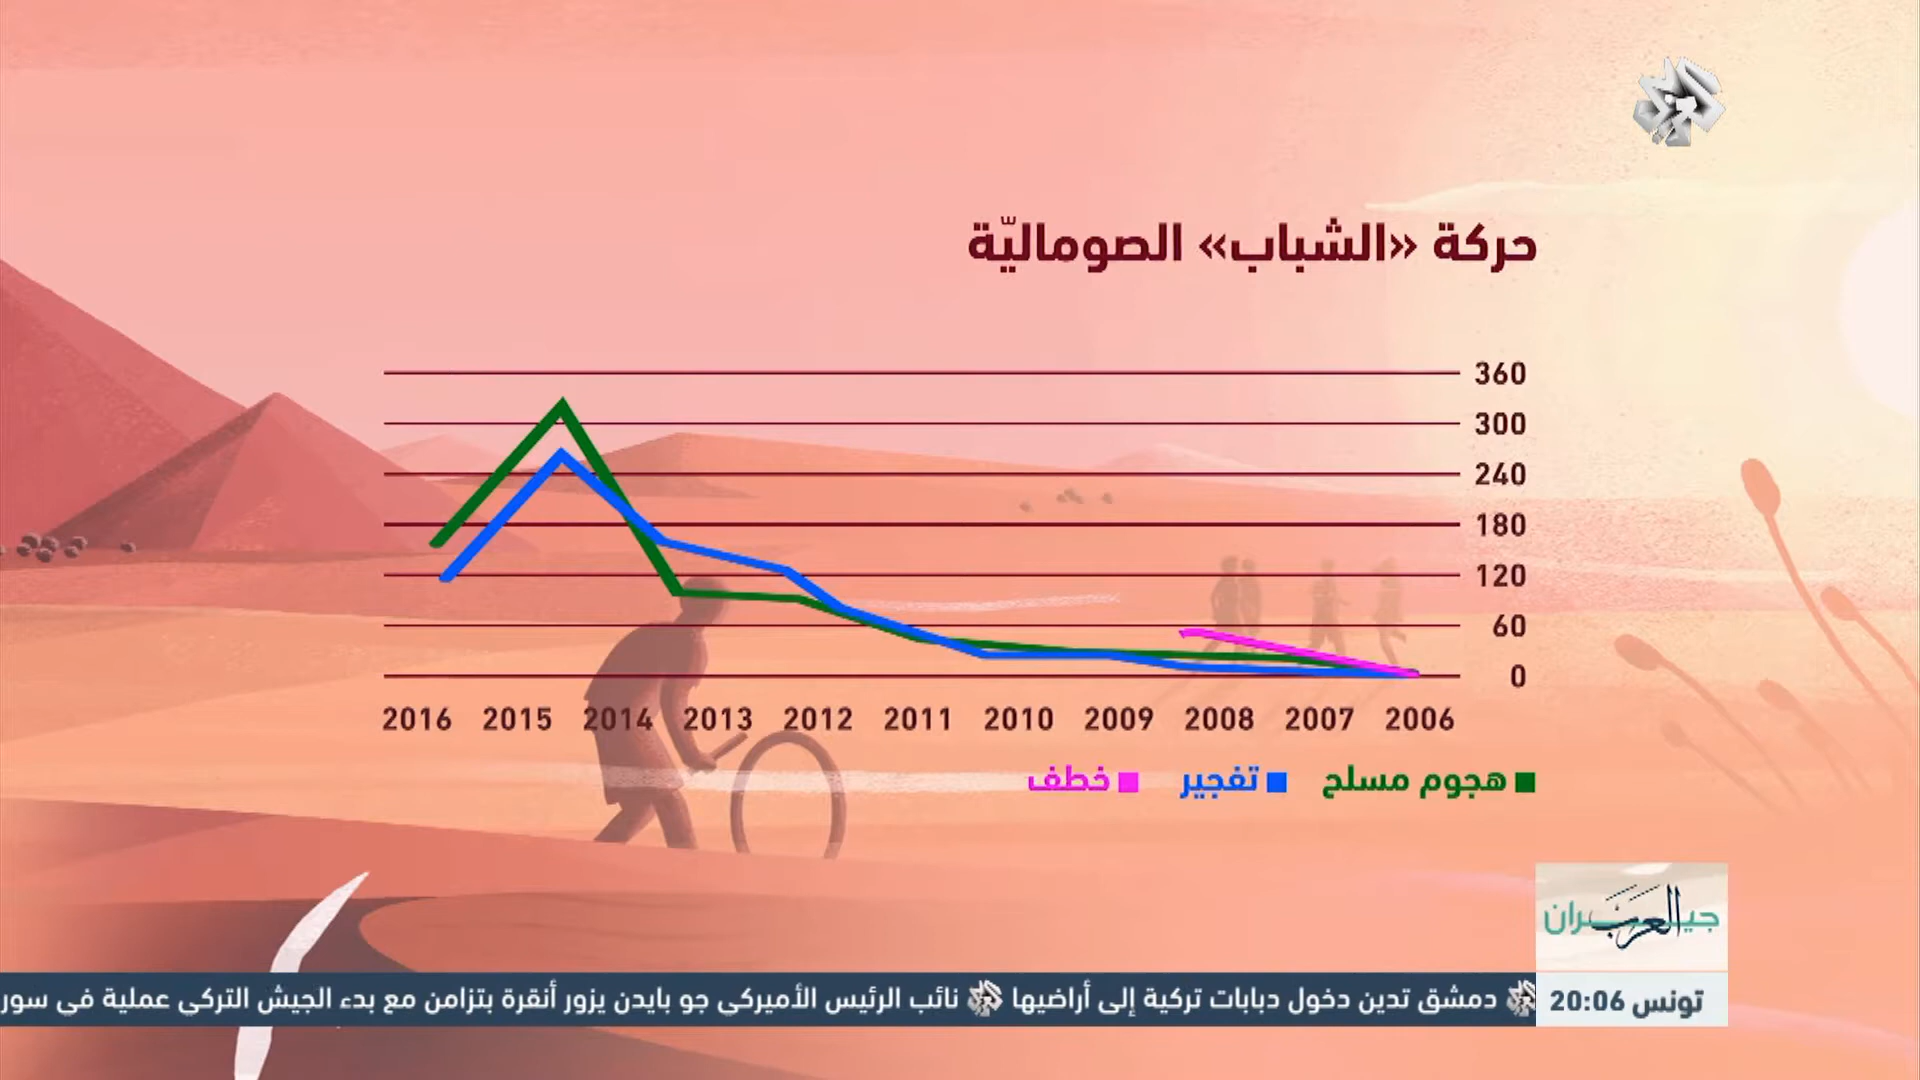 حركة «الشباب» الصوماليّة
360
300
240
180
120
60
0
2016 2015 2014 2013 2012 2011 2010 2009 2008 2007 2006
هجوم مسلح تفجير خطف
جيران العرب
تونس 20:06
دمشق تدين دخول دبابات تركية إلى أراضيها نائب الرئيس الأميركي جو بايدن يزور أنقرة بتزامن مع بدء الجيش التركي عملية في سور